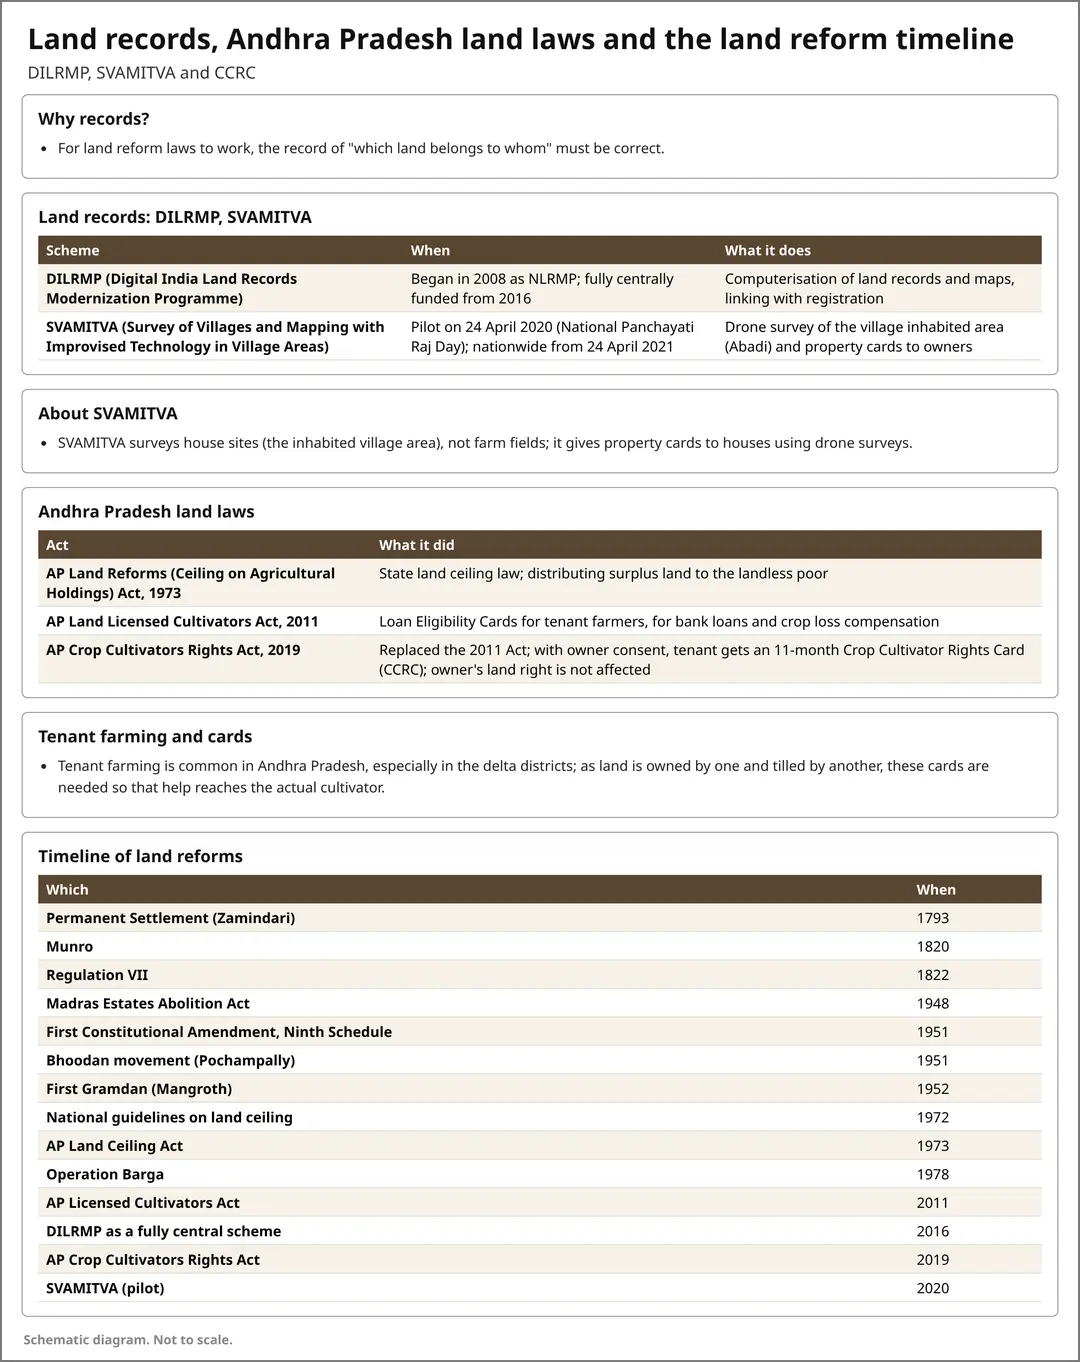 Land records, Andhra Pradesh land laws and the land reform timeline
DILRMP, SVAMITVA and CCRC
Why records?
• For land reform laws to work, the record of "which land belongs to whom" must be correct.
Land records: DILRMP, SVAMITVA
Scheme When What it does
DILRMP (Digital India Land Records Began in 2008 as NLRMP; fully centrally Computerisation of land records and maps,
Modernization Programme) funded from 2016 linking with registration
SVAMITVA (Survey of Villages and Mapping with Pilot on 24 April 2020 (National Panchayati Drone survey of the village inhabited area
Improvised Technology in Village Areas) Raj Day); nationwide from 24 April 2021 (Abadi) and property cards to owners
About SVAMITVA
• SVAMITVA surveys house sites (the inhabited village area), not farm fields; it gives property cards to houses using drone surveys.
Andhra Pradesh land laws
Act What it did
AP Land Reforms (Ceiling on Agricultural State land ceiling law; distributing surplus land to the landless poor
Holdings) Act, 1973
AP Land Licensed Cultivators Act, 2011 Loan Eligibility Cards for tenant farmers, for bank loans and crop loss compensation
AP Crop Cultivators Rights Act, 2019 Replaced the 2011 Act; with owner consent, tenant gets an 11-month Crop Cultivator Rights Card
(CCRC); owner's land right is not affected
Tenant farming and cards
• Tenant farming is common in Andhra Pradesh, especially in the delta districts; as land is owned by one and tilled by another, these cards are
needed so that help reaches the actual cultivator.
Timeline of land reforms
Which When
Permanent Settlement (Zamindari) 1793
Munro 1820
Regulation VII 1822
Madras Estates Abolition Act 1948
First Constitutional Amendment, Ninth Schedule 1951
Bhoodan movement (Pochampally) 1951
First Gramdan (Mangroth) 1952
National guidelines on land ceiling 1972
AP Land Ceiling Act 1973
Operation Barga 1978
AP Licensed Cultivators Act 2011
DILRMP as a fully central scheme 2016
AP Crop Cultivators Rights Act 2019
SVAMITVA (pilot) 2020
Schematic diagram. Not to scale.